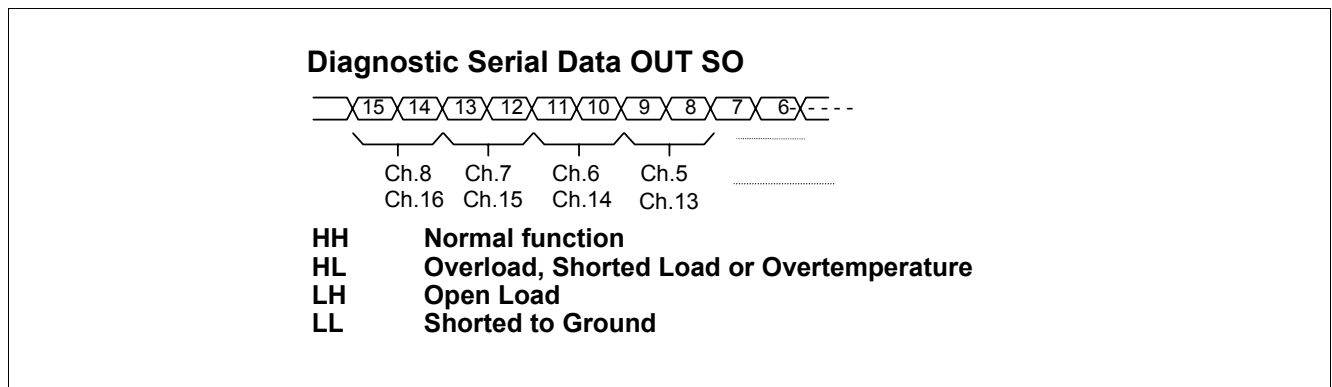 Diagnostic Serial Data OUT SO
15 14 13 12 11 10 9 8 7 6
Ch.8 Ch.7 Ch.6 Ch.5
Ch.16 Ch.15 Ch.14 Ch.13
HH Normal function
HL Overload, Shorted Load or Overtemperature
LH Open Load
LL Shorted to Ground